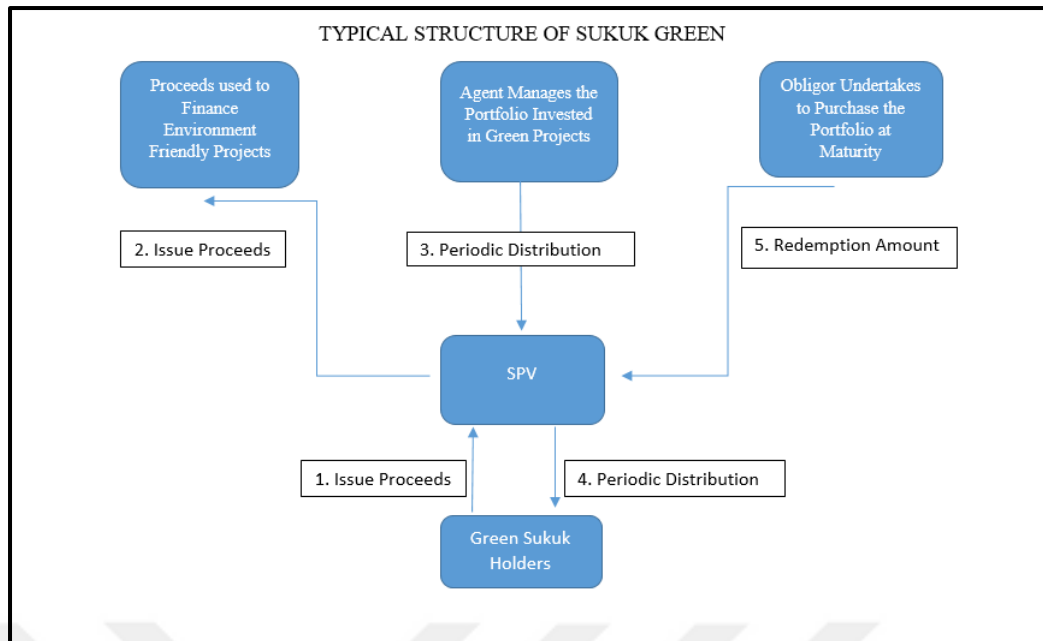 TYPICAL STRUCTURE OF SUKUK GREEN
Proceeds used to
Finance
Environment
Friendly Projects
Agent Manages the
Portfolio Invested
in Green Projects
Obligor Undertakes
to Purchase the
Portfolio at
Maturity
2. Issue Proceeds
3. Periodic Distribution
5. Redemption Amount
SPV
1. Issue Proceeds
4. Periodic Distribution
Green Sukuk
Holders